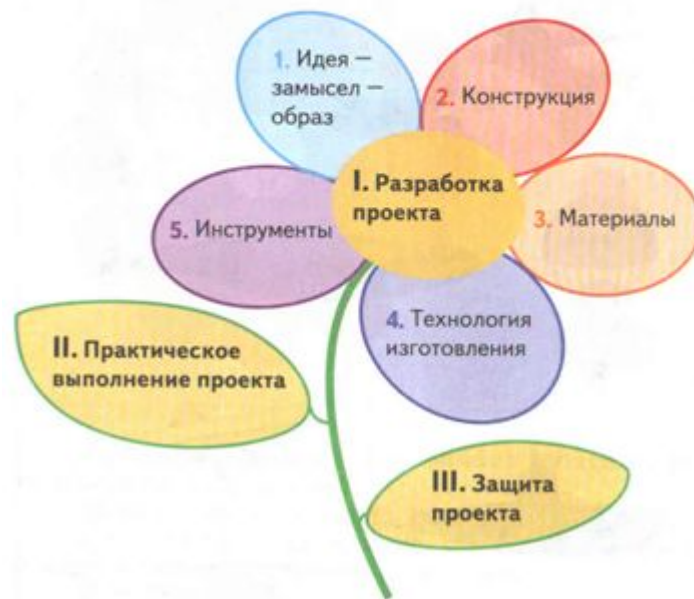 1. Идея —
замысел —
образ
2. Конструкция
I. Разработка
проекта
3. Материалы
5. Инструменты
4. Технология
изготовления
II. Практическое
выполнение проекта
III. Защита
проекта